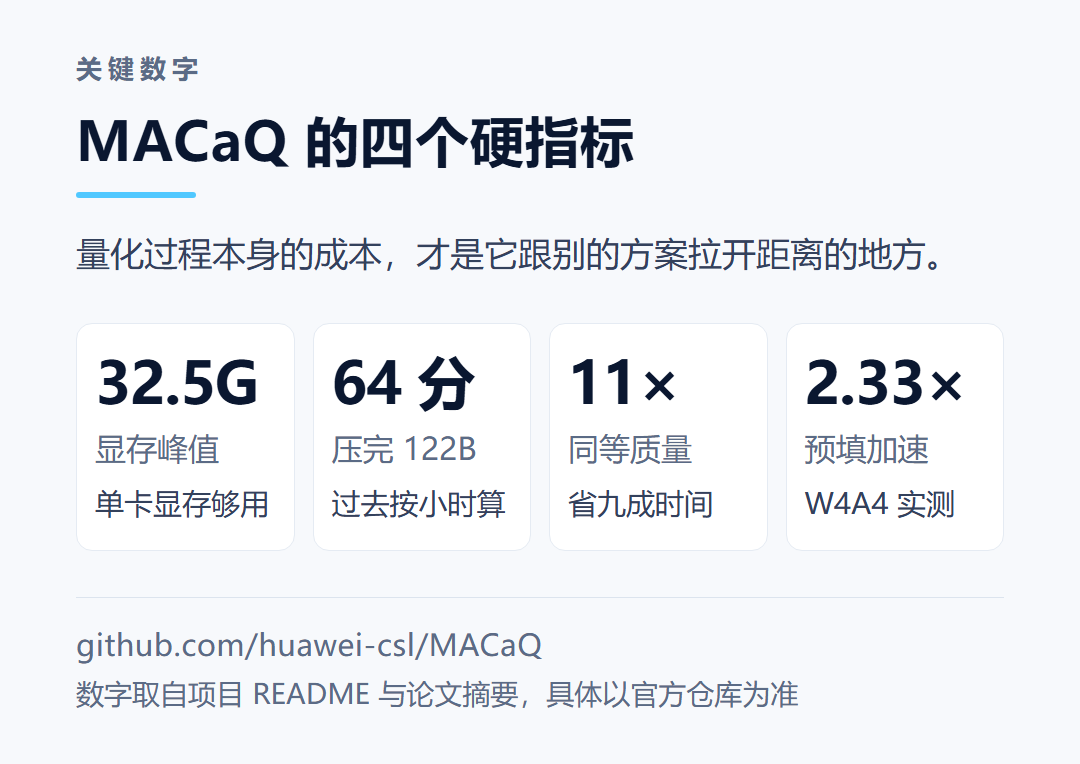 关键数字
MACaQ 的四个硬指标
量化过程本身的成本，才是它跟别的方案拉开距离的地方。
32.5G
显存峰值
单卡显存够用
64 分
压完 122B
过去按小时算
11×
同等质量
省九成时间
2.33×
预填加速
W4A4 实测
github.com/huawei-csl/MACaQ
数字取自项目 README 与论文摘要，具体以官方仓库为准